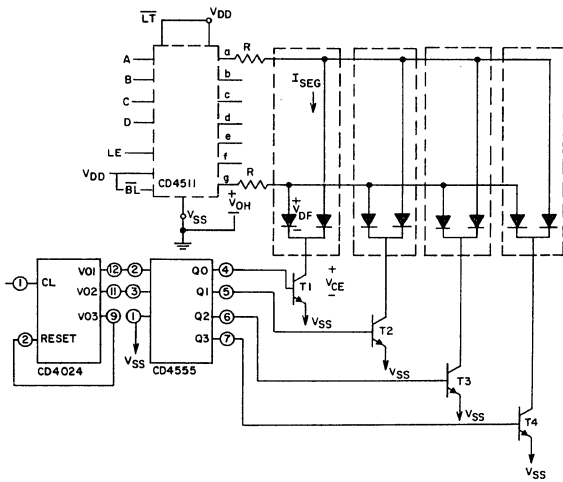 LT VDD
A a R
B b
C c ISEG
D d
LE e
f
VDD g R
BL CD4511
VSS + VOH −
+ VDF −
1 CL VO1 12 2 Q0 4 T1 + VCE −
VO2 11 3 Q1 5 VSS T2
VO3 9 1 Q2 6
2 RESET VSS Q3 7 VSS T3
CD4024 CD4555
VSS T4
VSS